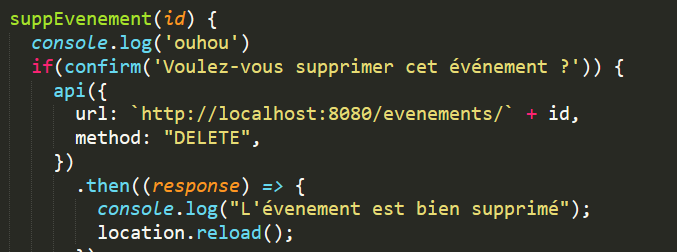 suppEvenement(id) {
console.log('ouhou')
if(confirm('Voulez-vous supprimer cet événement ?')) {
api({
url: `http://localhost:8080/evenements/` + id,
method: "DELETE",
})
.then((response) => {
console.log("L'évenement est bien supprimé");
location.reload();
})